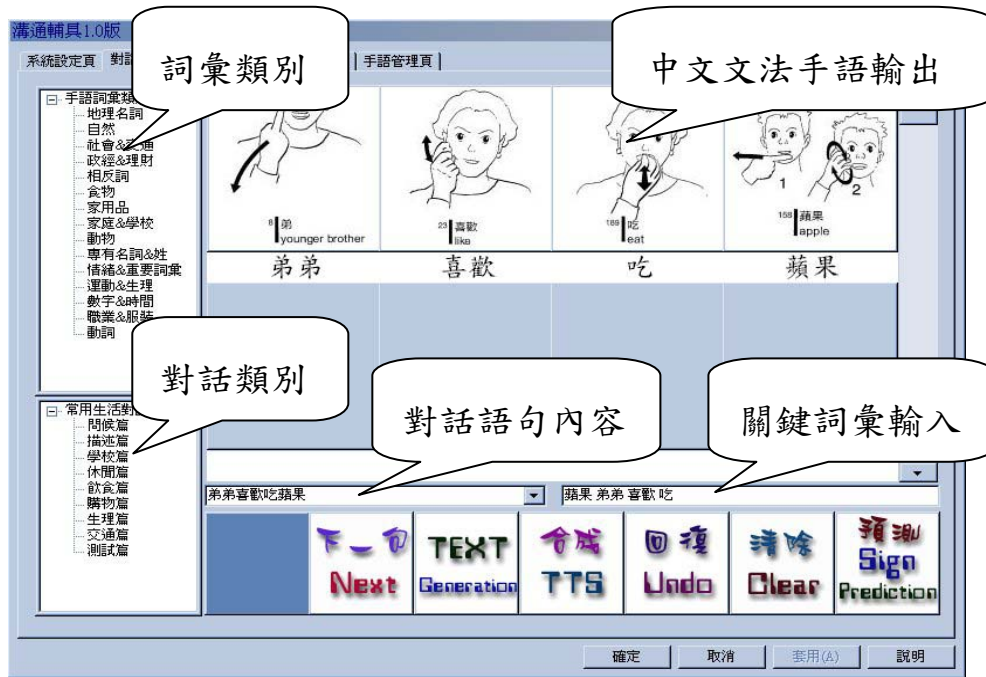 溝通輔具1.0版
系統設定頁
手語管理頁
詞彙類別
中文文法手語輸出
手語詞彙類
地理名詞
自然
社會&交通
政經&理財
相反詞
食物
家用品
家庭&學校
動物
專有名詞&姓
情緒&重要詞彙
運動&生理
數字&時間
職業&服裝
動詞
8 弟
younger brother
23 喜歡
like
169 吃
eat
1
2
158 蘋果
apple
弟弟
喜歡
吃
蘋果
對話類別
對話語句內容
關鍵詞彙輸入
常用生活對
問候篇
描述篇
學校篇
休閒篇
飲食篇
購物篇
生理篇
交通篇
測試篇
弟弟喜歡吃蘋果
蘋果 弟弟 喜歡 吃
下一句
Next
TEXT
Generation
合成
TTS
回復
Undo
清除
Clear
預測
Sign
Prediction
確定
取消
套用(A)
說明